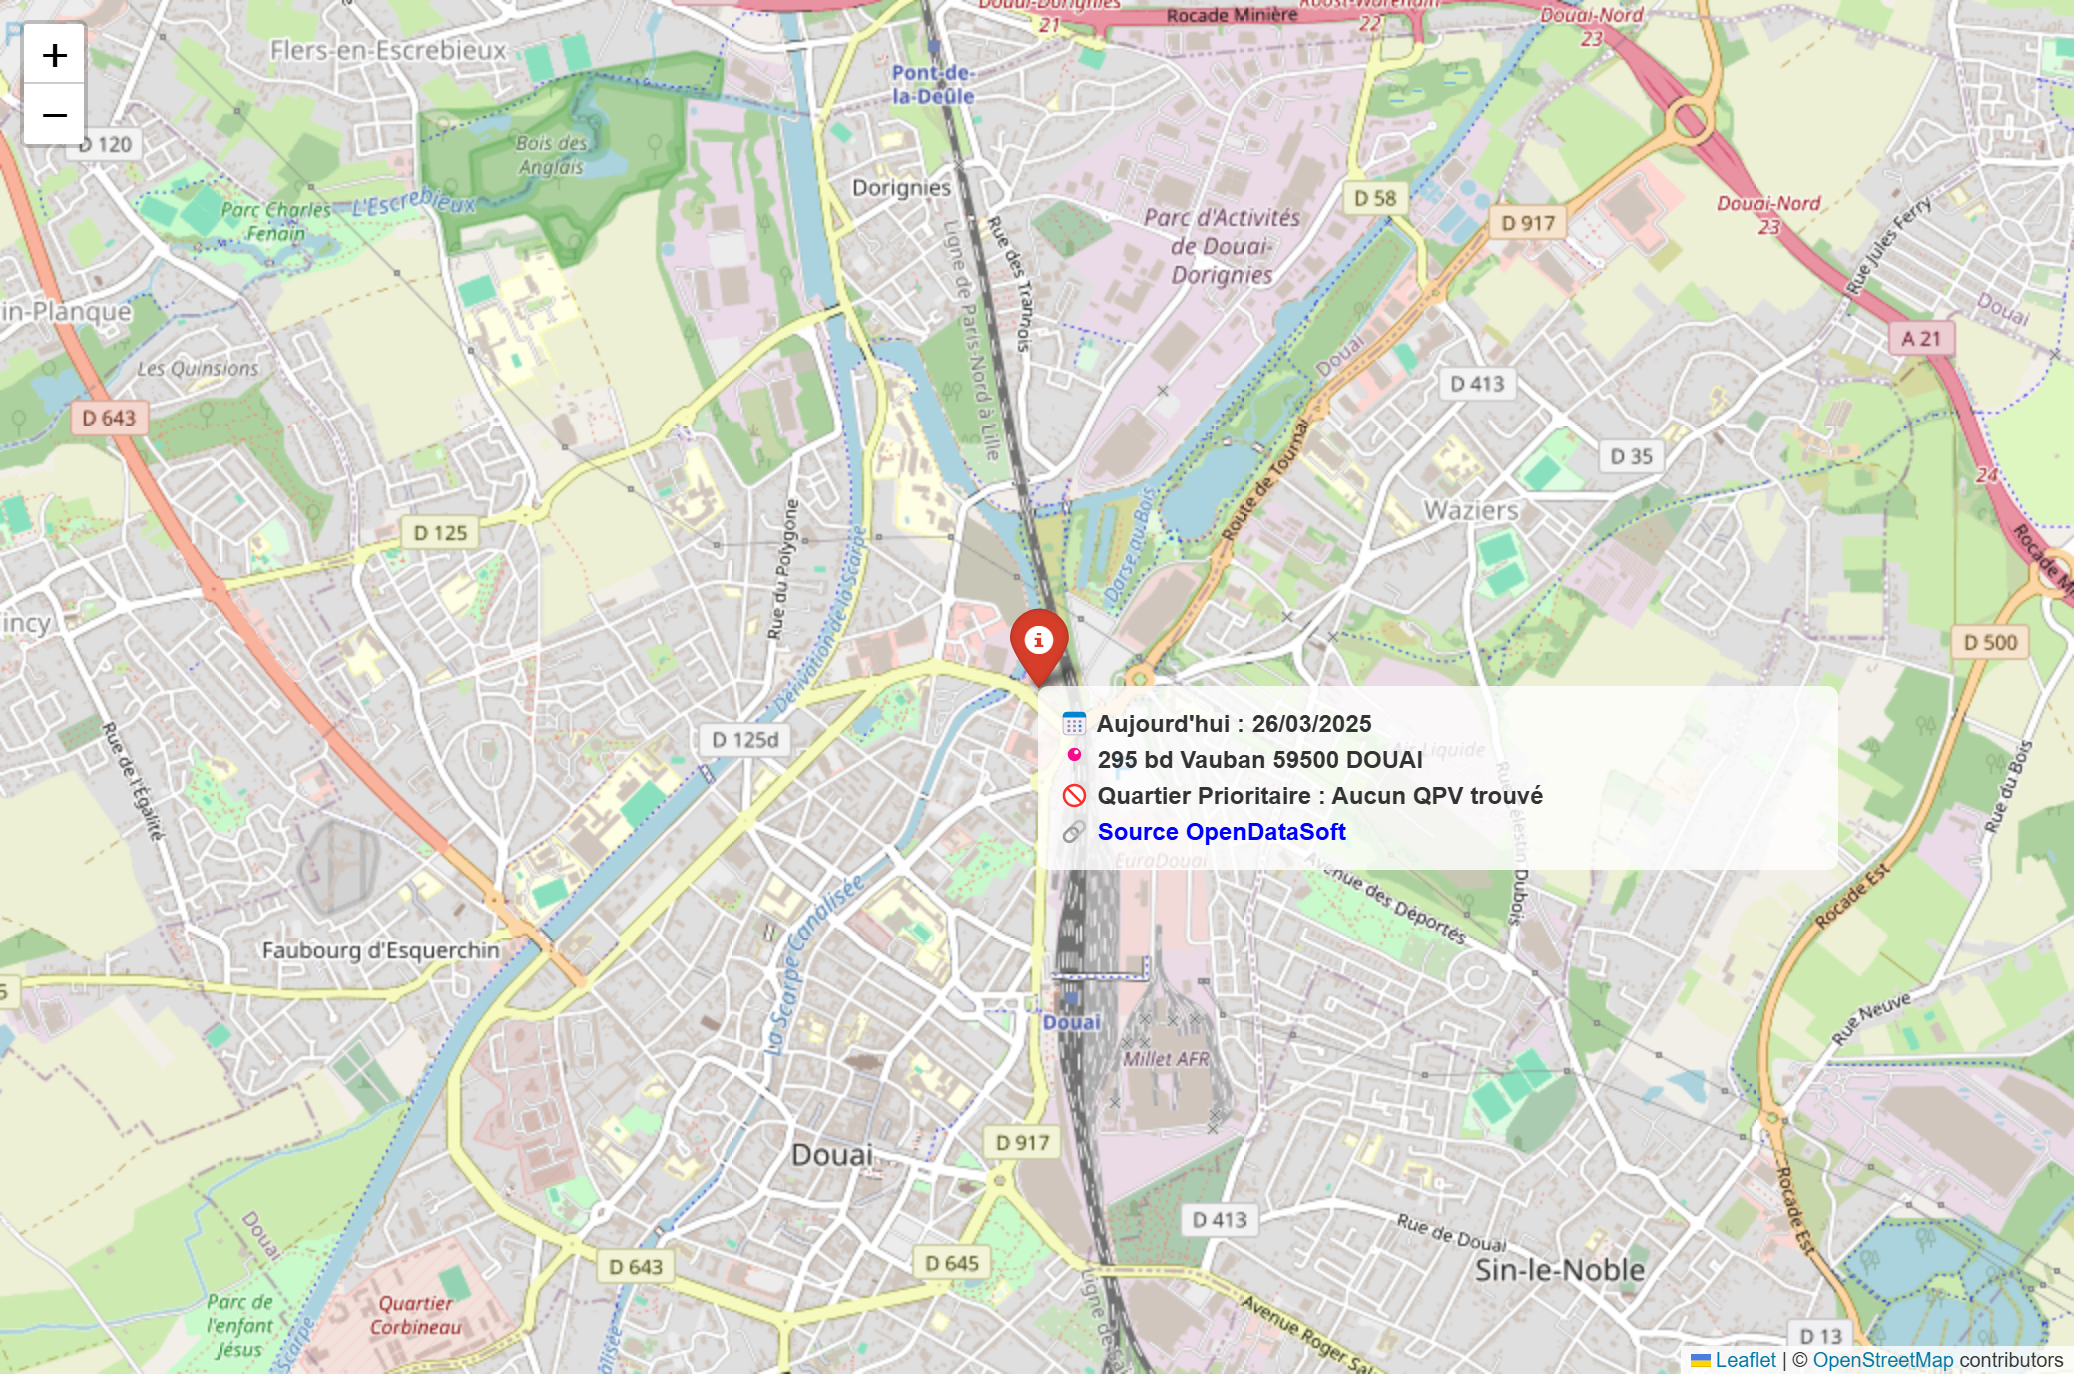 Douai-Dorignies
21
Rocade Minière
Roost-Warendin
22
Douai-Nord
23
+
−
Flers-en-Escrebieux
Pont-de-
la-Deûle
D 120
Bois des
Anglais
Parc Charles
Fenain
L'Escrebieux
Dorignies
D 58
D 917
Douai-Nord
23
Parc d'Activités
de Douai-
Dorignies
Rue Jules Ferry
Rue des Trannois
Ligne de Paris-Nord à Lille
in-Planque
Les Quinsions
Douai
Douai
A 21
D 643
D 413
D 35
24
Waziers
D 125
Rue du Polygone
Dérivation de la Scarpe
Darse au Bois
Route de Tournai
incy
D 500
Rue de l'Égalité
D 125d
Aujourd'hui : 26/03/2025
295 bd Vauban 59500 DOUAI
Quartier Prioritaire : Aucun QPV trouvé
Source OpenDataSoft
EuroDouai
Rue du Bois
Avenue des Déportés
Rocade Est
La Scarpe Canalisée
Faubourg d'Esquerchin
5
Rue Neuve
Douai
Millet AFR
D 917
Douai
Douai
D 413
Rue de Douai
Rocade Est
D 643
D 645
Sin-le-Noble
Parc de
l'enfant
Jésus
Quartier
Corbineau
Scarpe
D 13
Leaflet | © OpenStreetMap contributors